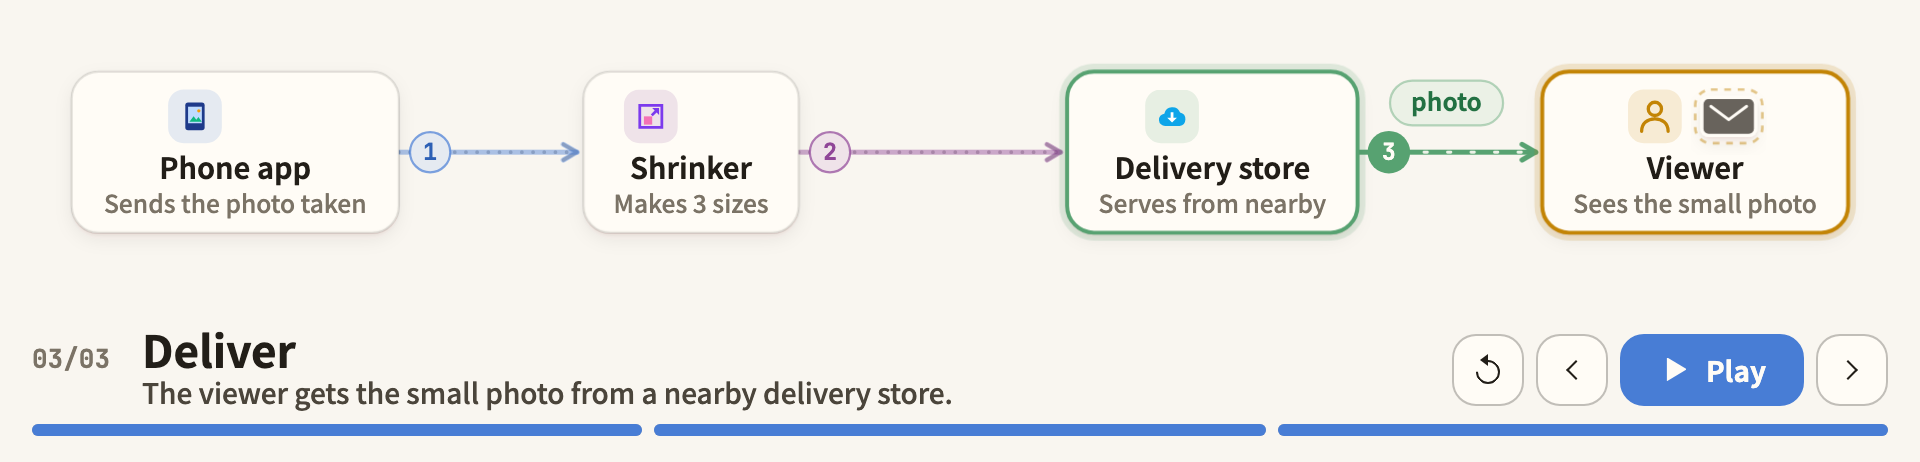 Phone app
Sends the photo taken
1
Shrinker
Makes 3 sizes
2
Delivery store
Serves from nearby
3
photo
Viewer
Sees the small photo
03/03
Deliver
The viewer gets the small photo from a nearby delivery store.
Play